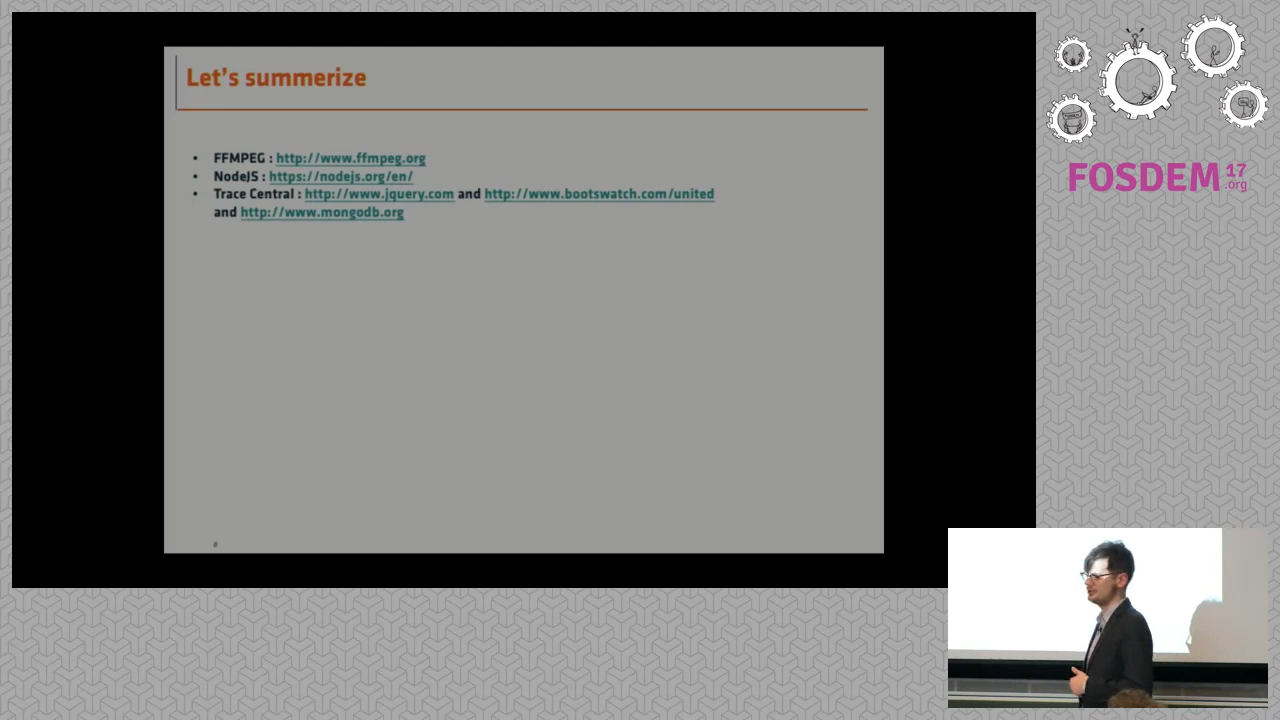 Let's summerize
• FFMPEG : http://www.ffmpeg.org
• NodeJS : https://nodejs.org/en/
• Trace Central : http://www.jquery.com and http://www.bootswatch.com/united
and http://www.mongodb.org
FOSDEM 17
.org